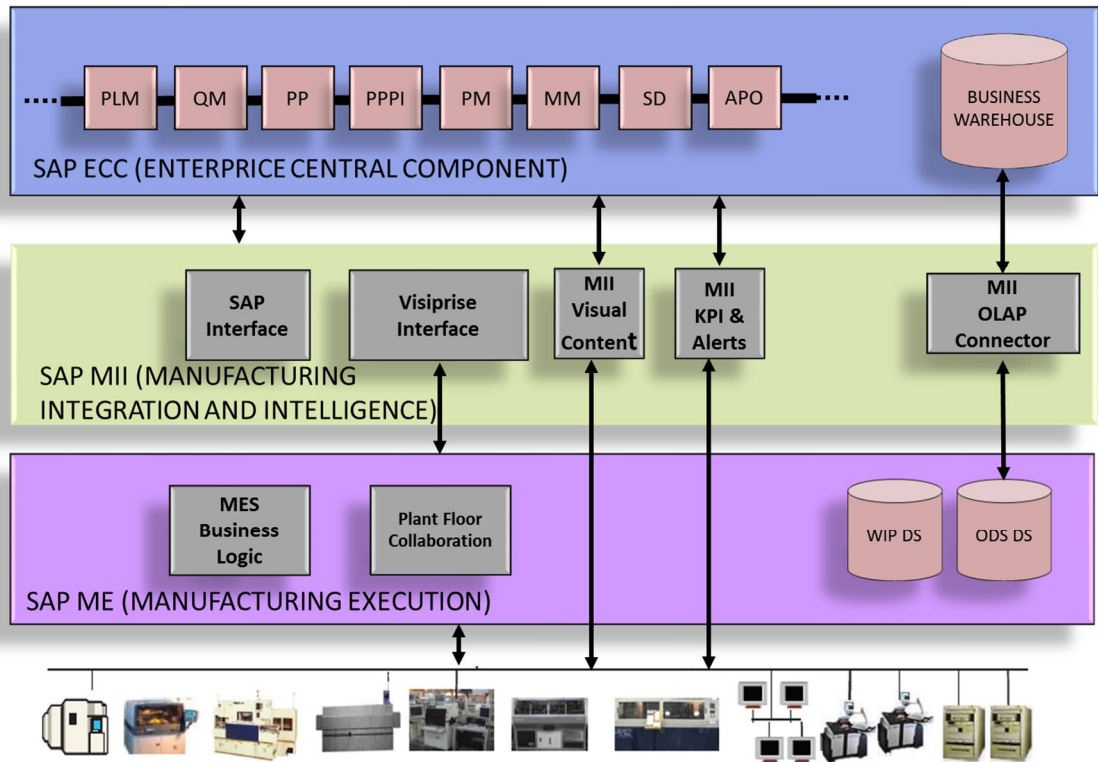 PLM
QM
PP
PPPI
PM
MM
SD
APO
BUSINESS
WAREHOUSE
SAP ECC (ENTERPRICE CENTRAL COMPONENT)
SAP
Interface
Visiprise
Interface
MII
Visual
Content
MII
KPI &
Alerts
MII
OLAP
Connector
SAP MII (MANUFACTURING
INTEGRATION AND INTELLIGENCE)
MES
Business
Logic
Plant Floor
Collaboration
WIP DS
ODS DS
SAP ME (MANUFACTURING EXECUTION)